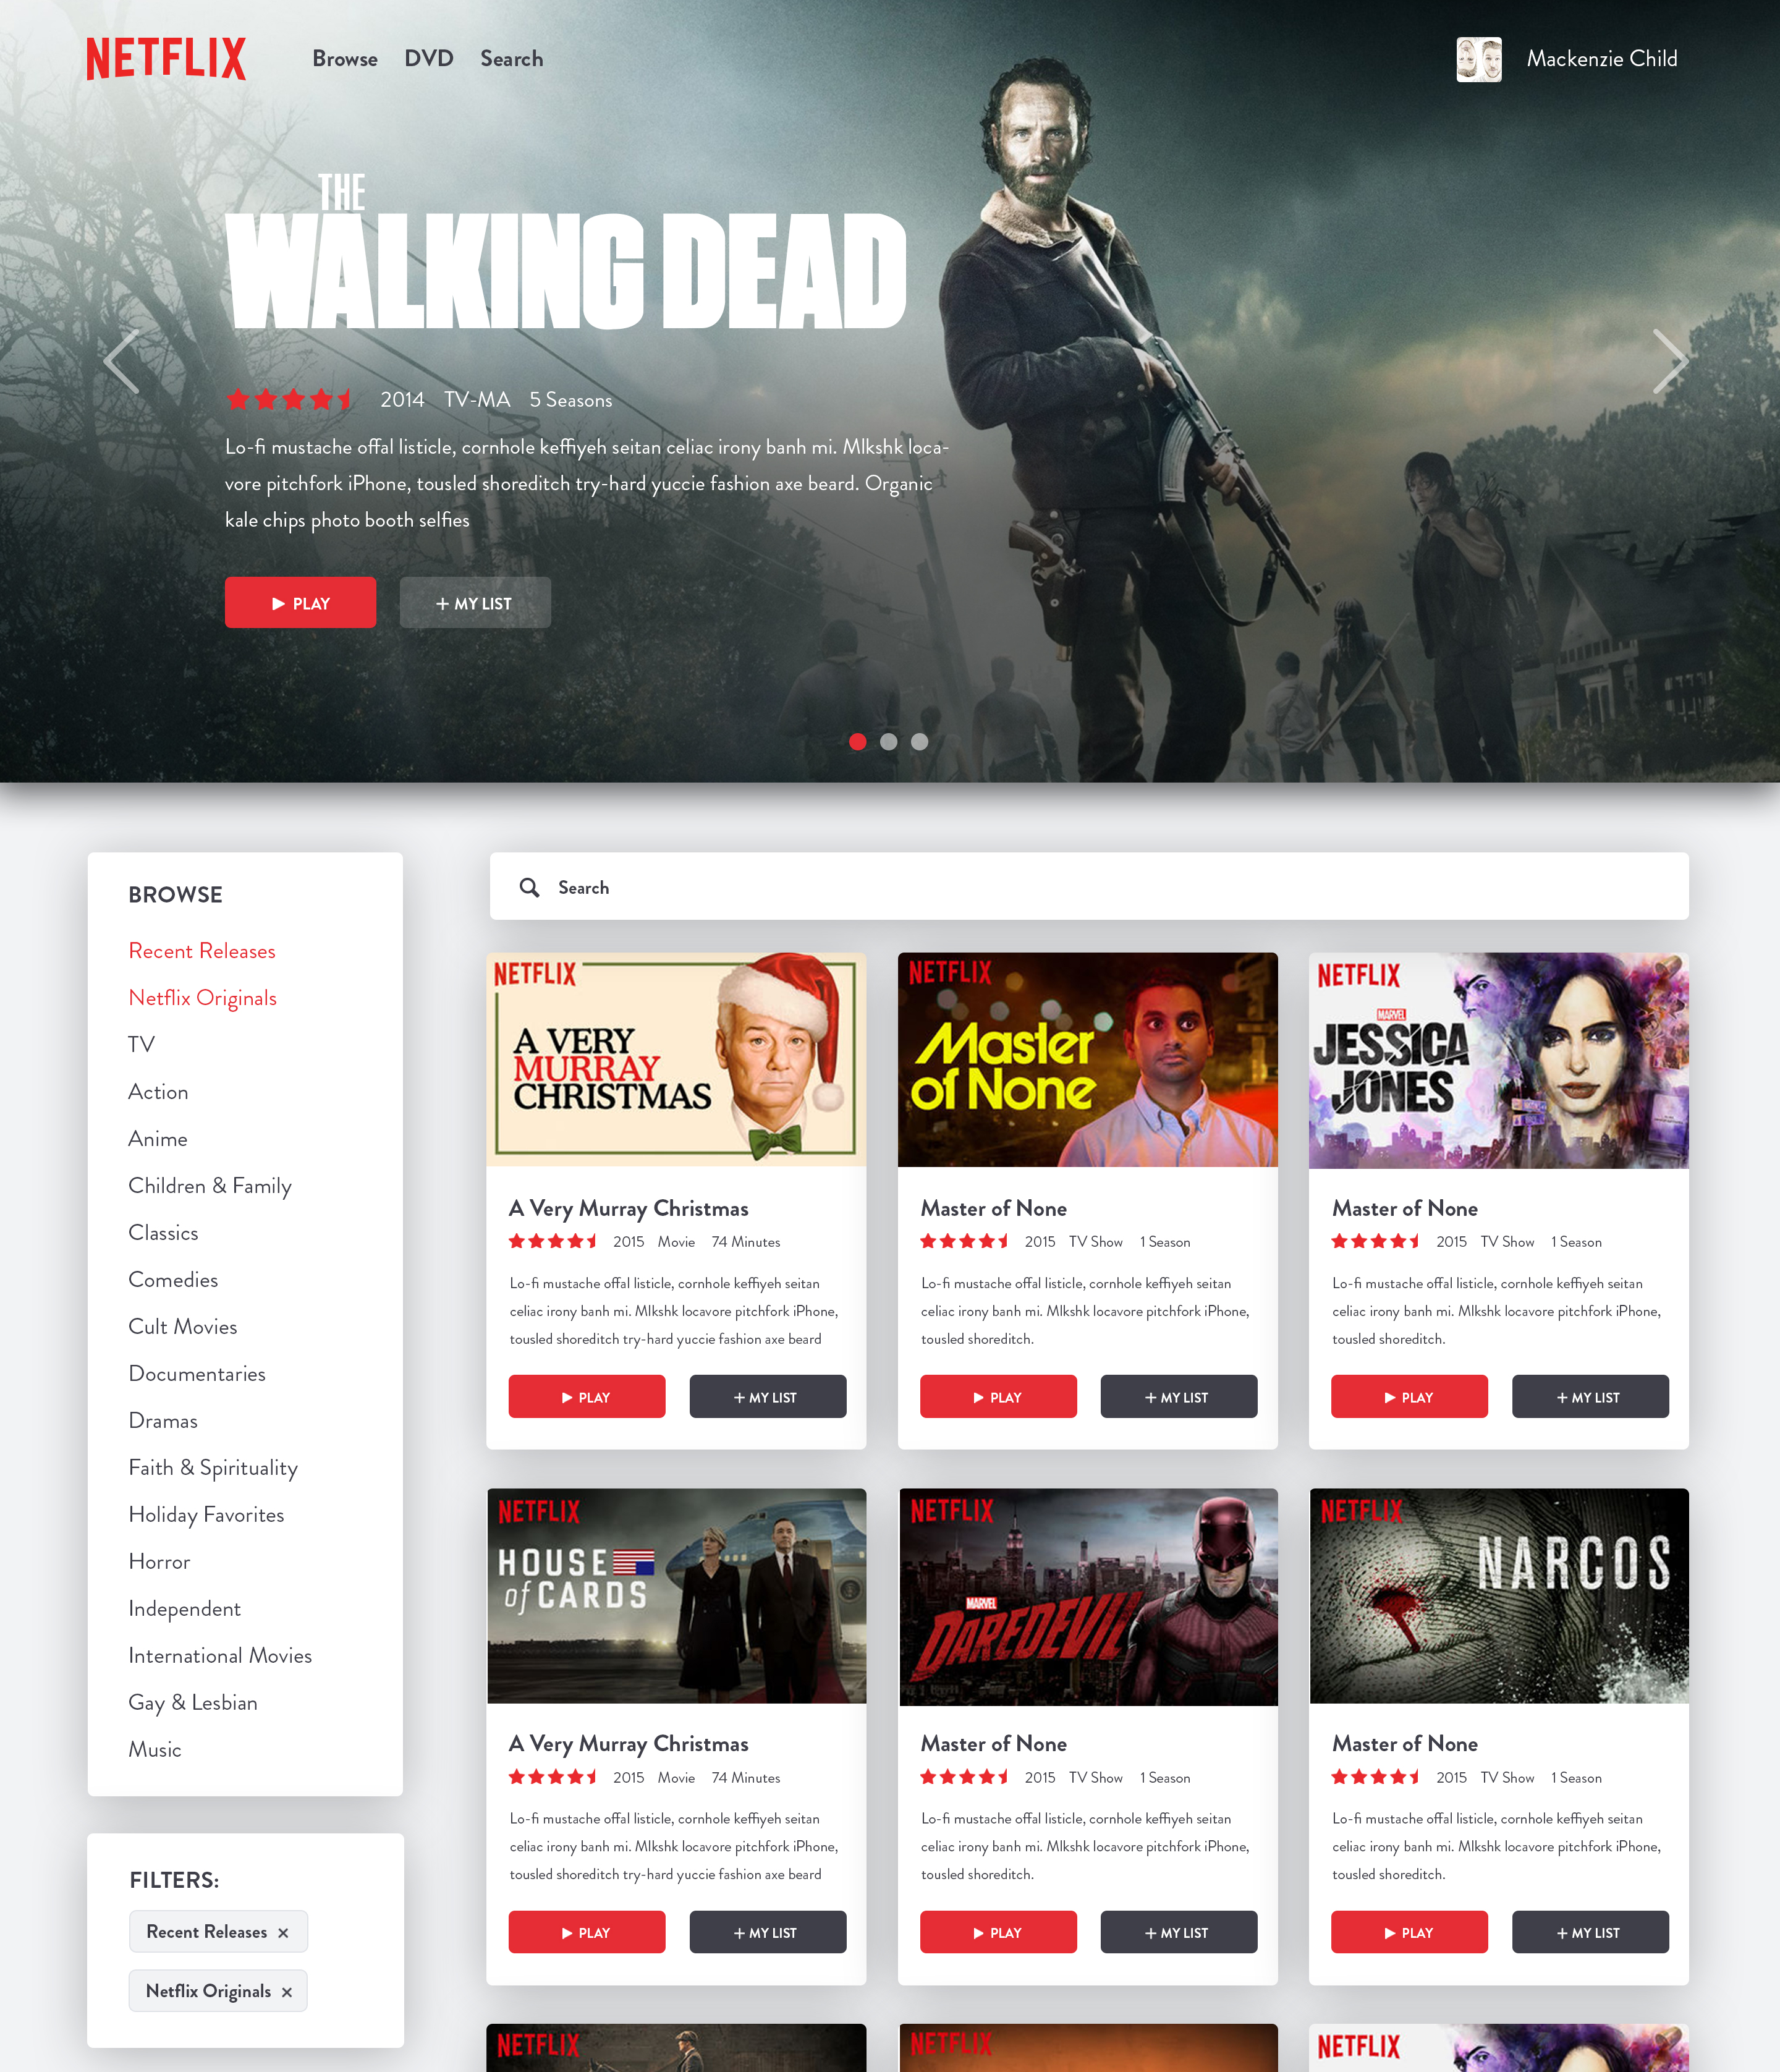 NETFLIX
Browse DVD Search
Mackenzie Child
THE
WALKING DEAD
2014 TV-MA 5 Seasons
Lo-fi mustache offal listicle, cornhole keffiyeh seitan celiac irony banh mi. Mlkshk loca-
vore pitchfork iPhone, tousled shoreditch try-hard yuccie fashion axe beard. Organic
kale chips photo booth selfies
PLAY
+ MY LIST
BROWSE
Recent Releases
Netflix Originals
TV
Action
Anime
Children & Family
Classics
Comedies
Cult Movies
Documentaries
Dramas
Faith & Spirituality
Holiday Favorites
Horror
Independent
International Movies
Gay & Lesbian
Music
FILTERS:
Recent Releases ×
Netflix Originals ×
Search
NETFLIX
A VERY
MURRAY
CHRISTMAS
A Very Murray Christmas
2015 Movie 74 Minutes
Lo-fi mustache offal listicle, cornhole keffiyeh seitan
celiac irony banh mi. Mlkshk locavore pitchfork iPhone,
tousled shoreditch try-hard yuccie fashion axe beard
PLAY
+ MY LIST
NETFLIX
Master
of None
Master of None
2015 TV Show 1 Season
Lo-fi mustache offal listicle, cornhole keffiyeh seitan
celiac irony banh mi. Mlkshk locavore pitchfork iPhone,
tousled shoreditch.
PLAY
+ MY LIST
NETFLIX
MARVEL
JESSICA
JONES
Master of None
2015 TV Show 1 Season
Lo-fi mustache offal listicle, cornhole keffiyeh seitan
celiac irony banh mi. Mlkshk locavore pitchfork iPhone,
tousled shoreditch.
PLAY
+ MY LIST
NETFLIX
HOUSE
of CARDS
A Very Murray Christmas
2015 Movie 74 Minutes
Lo-fi mustache offal listicle, cornhole keffiyeh seitan
celiac irony banh mi. Mlkshk locavore pitchfork iPhone,
tousled shoreditch try-hard yuccie fashion axe beard
PLAY
+ MY LIST
NETFLIX
MARVEL
DAREDEVIL
Master of None
2015 TV Show 1 Season
Lo-fi mustache offal listicle, cornhole keffiyeh seitan
celiac irony banh mi. Mlkshk locavore pitchfork iPhone,
tousled shoreditch.
PLAY
+ MY LIST
NETFLIX
NARCOS
Master of None
2015 TV Show 1 Season
Lo-fi mustache offal listicle, cornhole keffiyeh seitan
celiac irony banh mi. Mlkshk locavore pitchfork iPhone,
tousled shoreditch.
PLAY
+ MY LIST
NETFLIX
NETFLIX
NETFLIX